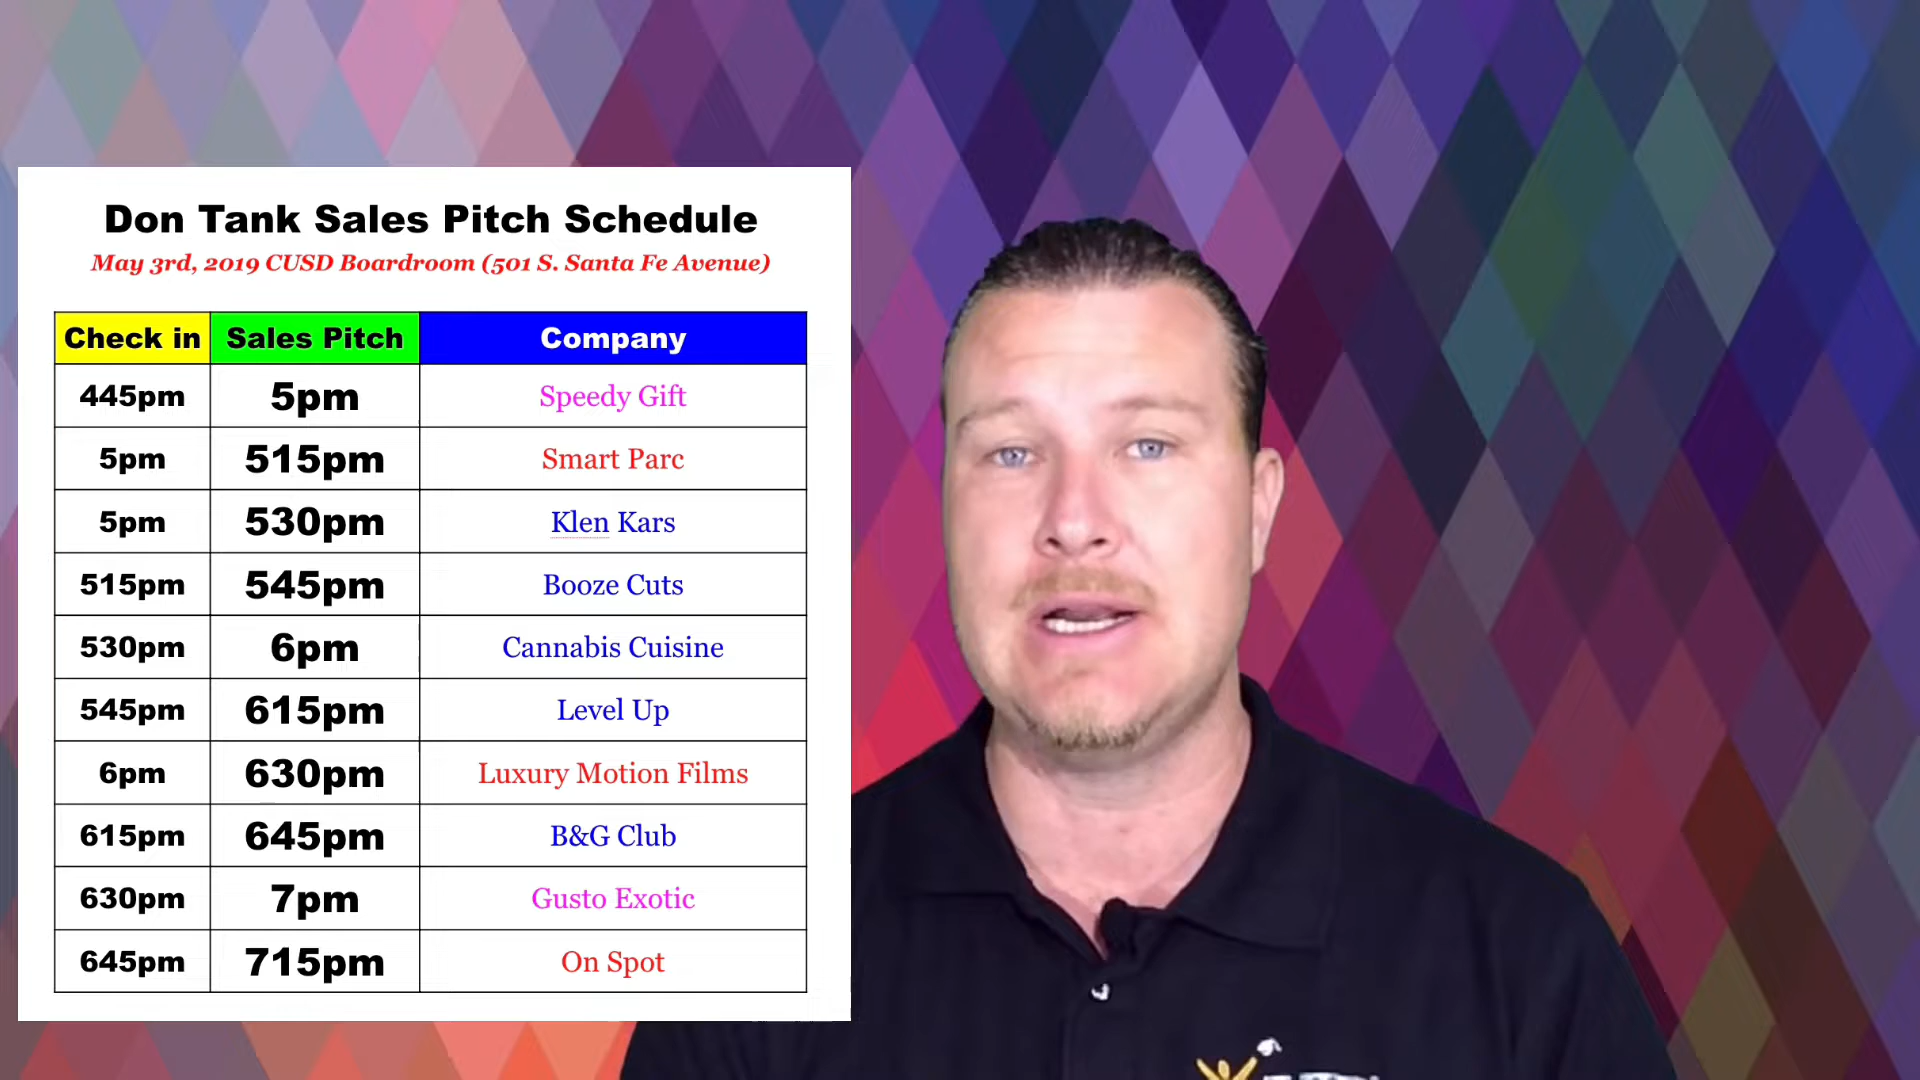 Don Tank Sales Pitch Schedule
May 3rd, 2019 CUSD Boardroom (501 S. Santa Fe Avenue)
Check in Sales Pitch Company
445pm 5pm Speedy Gift
5pm 515pm Smart Parc
5pm 530pm Klen Kars
515pm 545pm Booze Cuts
530pm 6pm Cannabis Cuisine
545pm 615pm Level Up
6pm 630pm Luxury Motion Films
615pm 645pm B&G Club
630pm 7pm Gusto Exotic
645pm 715pm On Spot